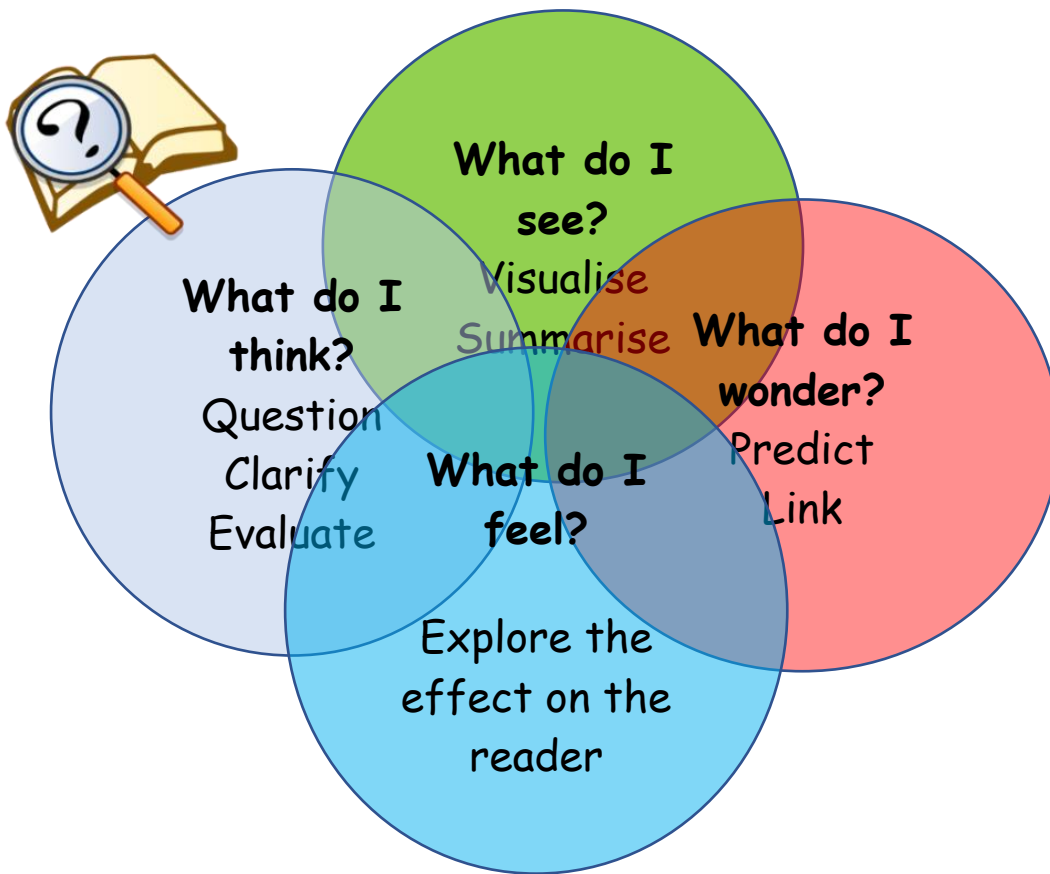 What do I
see?
Visualise
Summarise
What do I
think?
Question
Clarify
Evaluate
What do I
wonder?
Predict
Link
What do I
feel?
Explore the
effect on the
reader
?